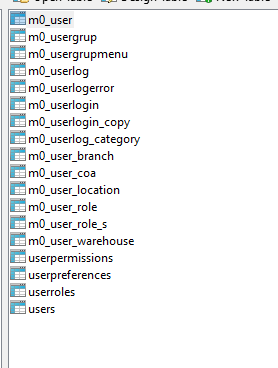 m0_user
m0_usergrup
m0_usergrupmenu
m0_userlog
m0_userlogerror
m0_userlogin
m0_userlogin_copy
m0_userlog_category
m0_user_branch
m0_user_coa
m0_user_location
m0_user_role
m0_user_role_s
m0_user_warehouse
userpermissions
userpreferences
userroles
users